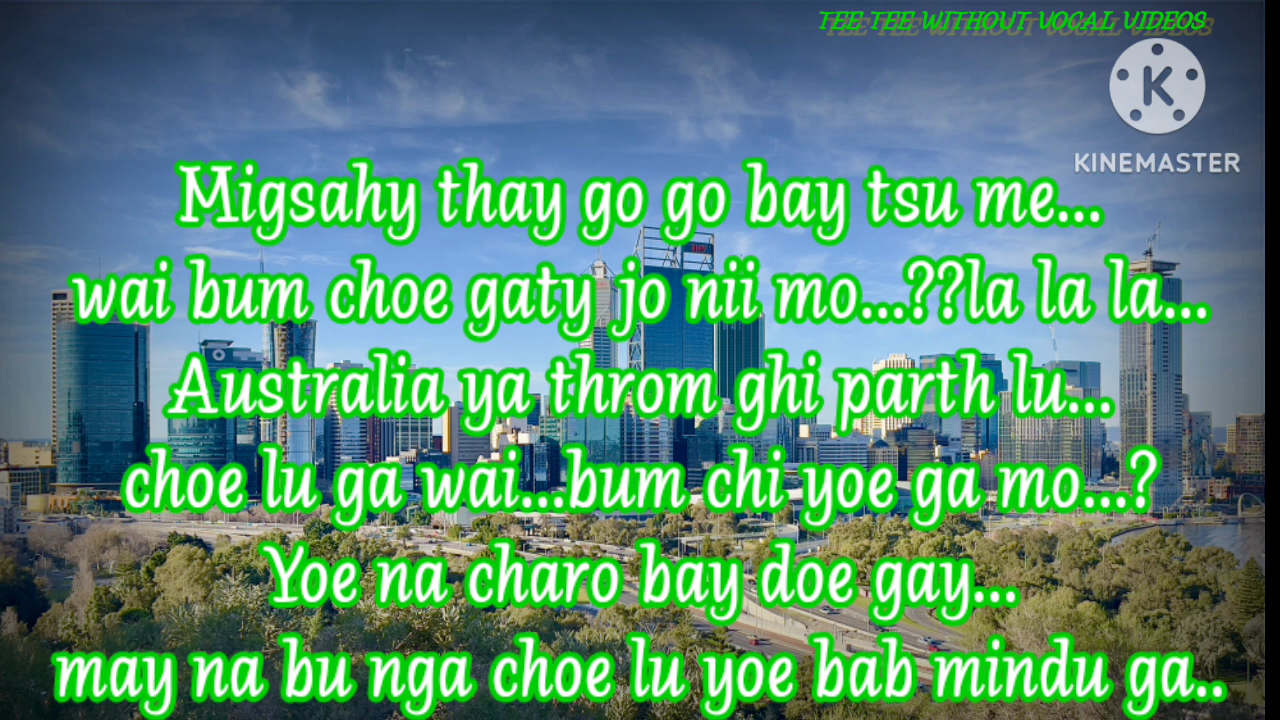 TEE TEE WITHOUT VOCAL VIDEOS
K
KINEMASTER
Migsahy thay go go bay tsu me...
wai bum choe gaty jo nii mo...??la la la...
Australia ya throm ghi parth lu...
choe lu ga wai...bum chi yoe ga mo...?
Yoe na charo bay doe gay...
may na bu nga choe lu yoe bab mindu ga..